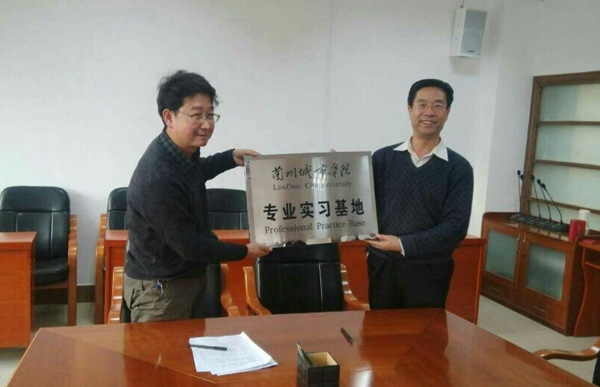 兰州城市学院
LanZhou City University
专业实习基地
Professional Practice Base